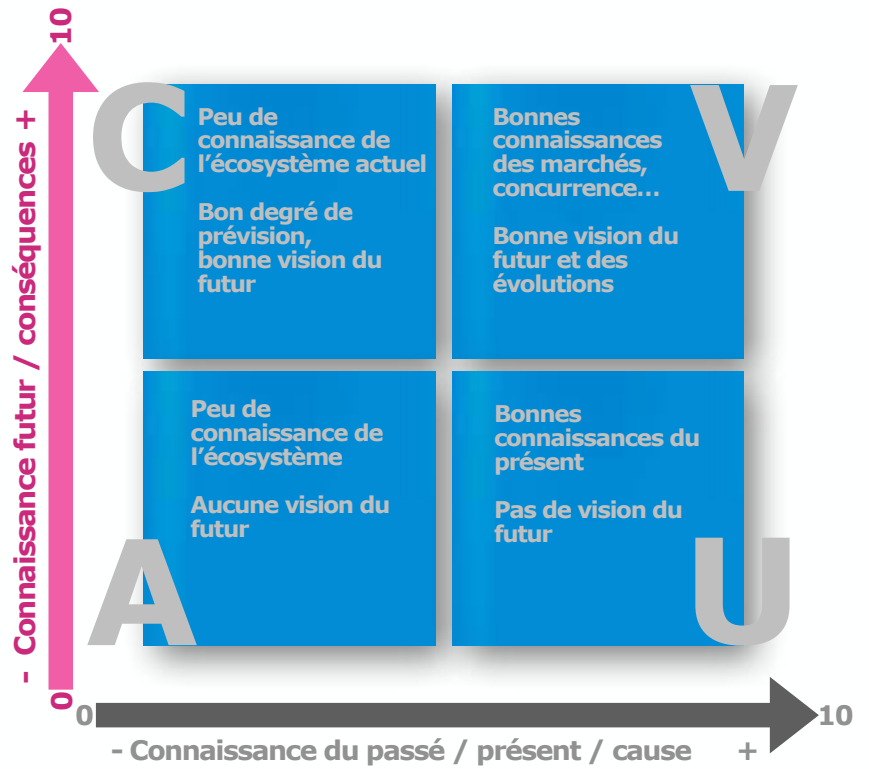 10
- Connaissance futur / conséquences +
0
C
Peu de
connaissance de
l’écosystème actuel
Bon degré de
prévision,
bonne vision du
futur
V
Bonnes
connaissances
des marchés,
concurrence…
Bonne vision du
futur et des
évolutions
A
Peu de
connaissance de
l’écosystème
Aucune vision du
futur
U
Bonnes
connaissances du
présent
Pas de vision du
futur
0
10
- Connaissance du passé / présent / cause +